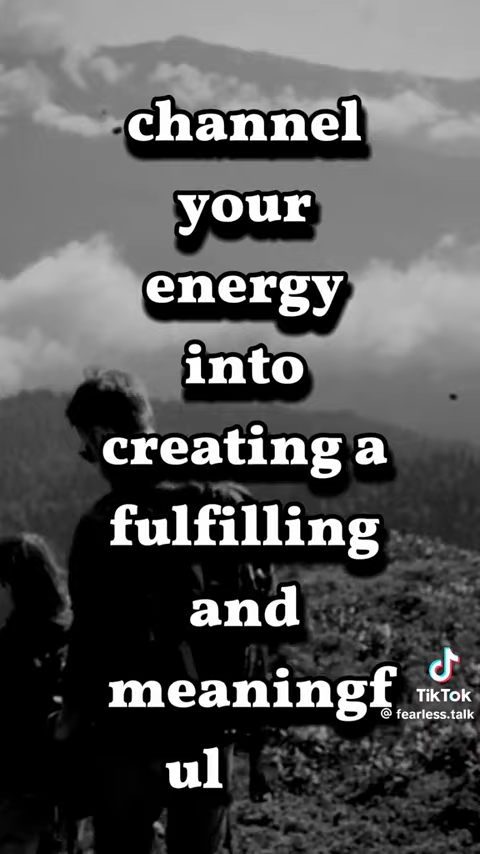 channel
your
energy
into
creating a
fulfilling
and
meaningf
ul
TikTok
@ fearless.talk